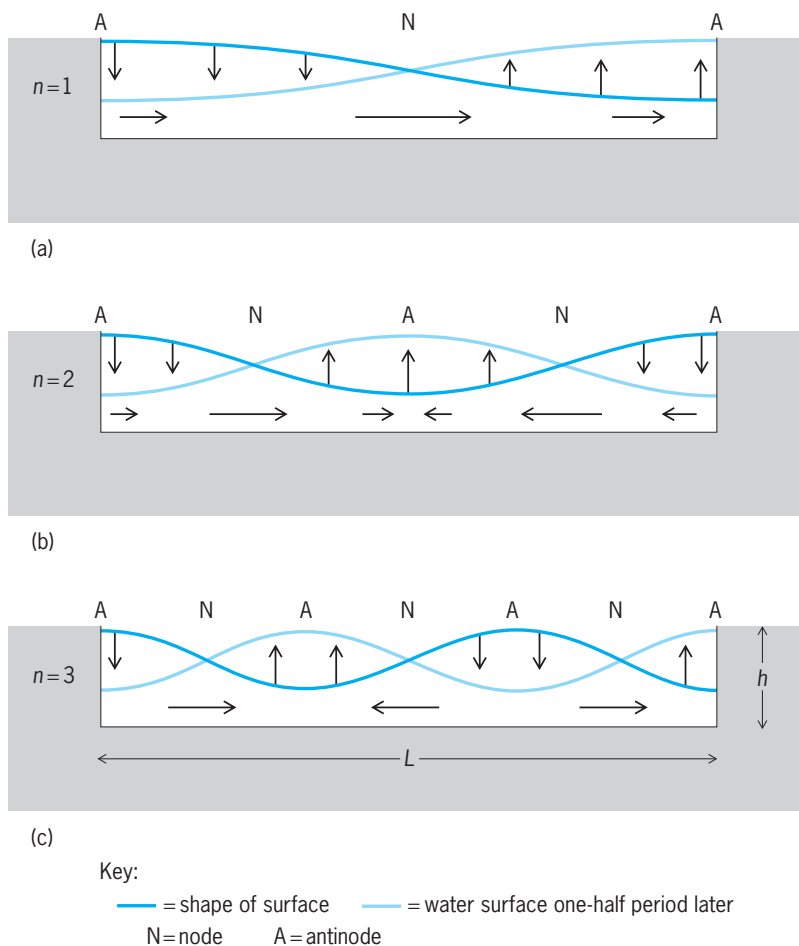 A N A
n=1
(a)
A N A N A
n=2
(b)
A N A N A N A
n=3
h
L
(c)
Key:
= shape of surface = water surface one-half period later
N=node A=antinode